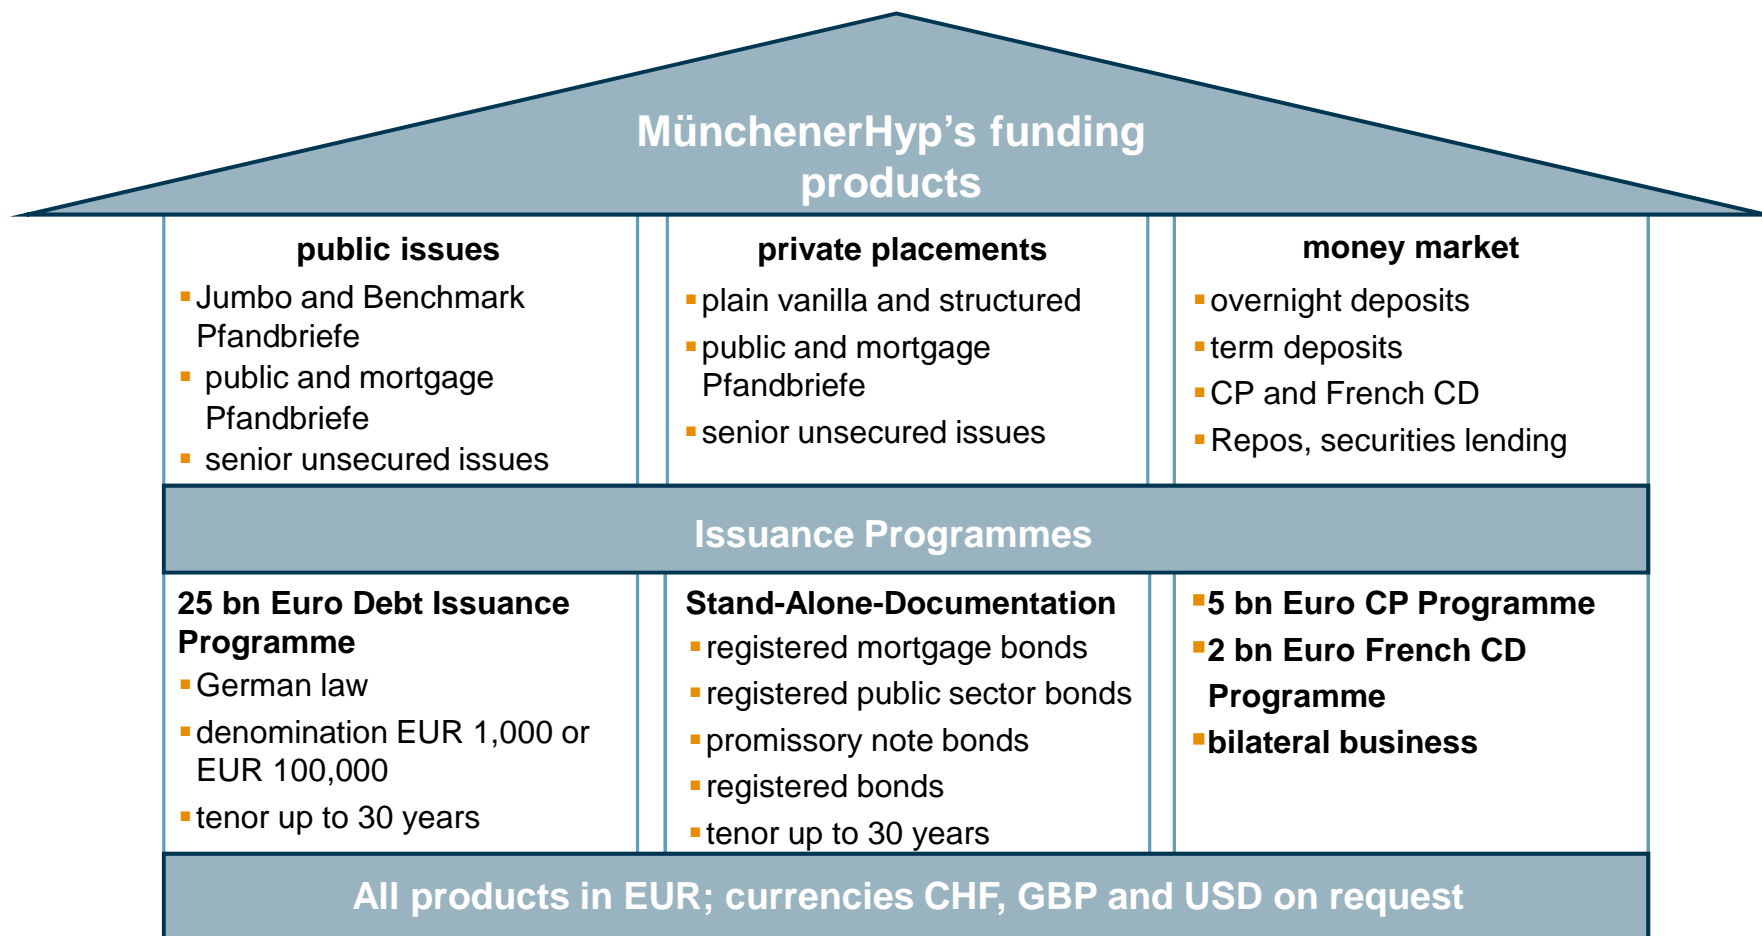 MünchenerHyp’s funding
products
public issues
Jumbo and Benchmark
Pfandbriefe
public and mortgage
Pfandbriefe
senior unsecured issues
private placements
plain vanilla and structured
public and mortgage
Pfandbriefe
senior unsecured issues
money market
overnight deposits
term deposits
CP and French CD
Repos, securities lending
Issuance Programmes
25 bn Euro Debt Issuance
Programme
German law
denomination EUR 1,000 or
EUR 100,000
tenor up to 30 years
Stand-Alone-Documentation
registered mortgage bonds
registered public sector bonds
promissory note bonds
registered bonds
tenor up to 30 years
5 bn Euro CP Programme
2 bn Euro French CD
Programme
bilateral business
All products in EUR; currencies CHF, GBP and USD on request